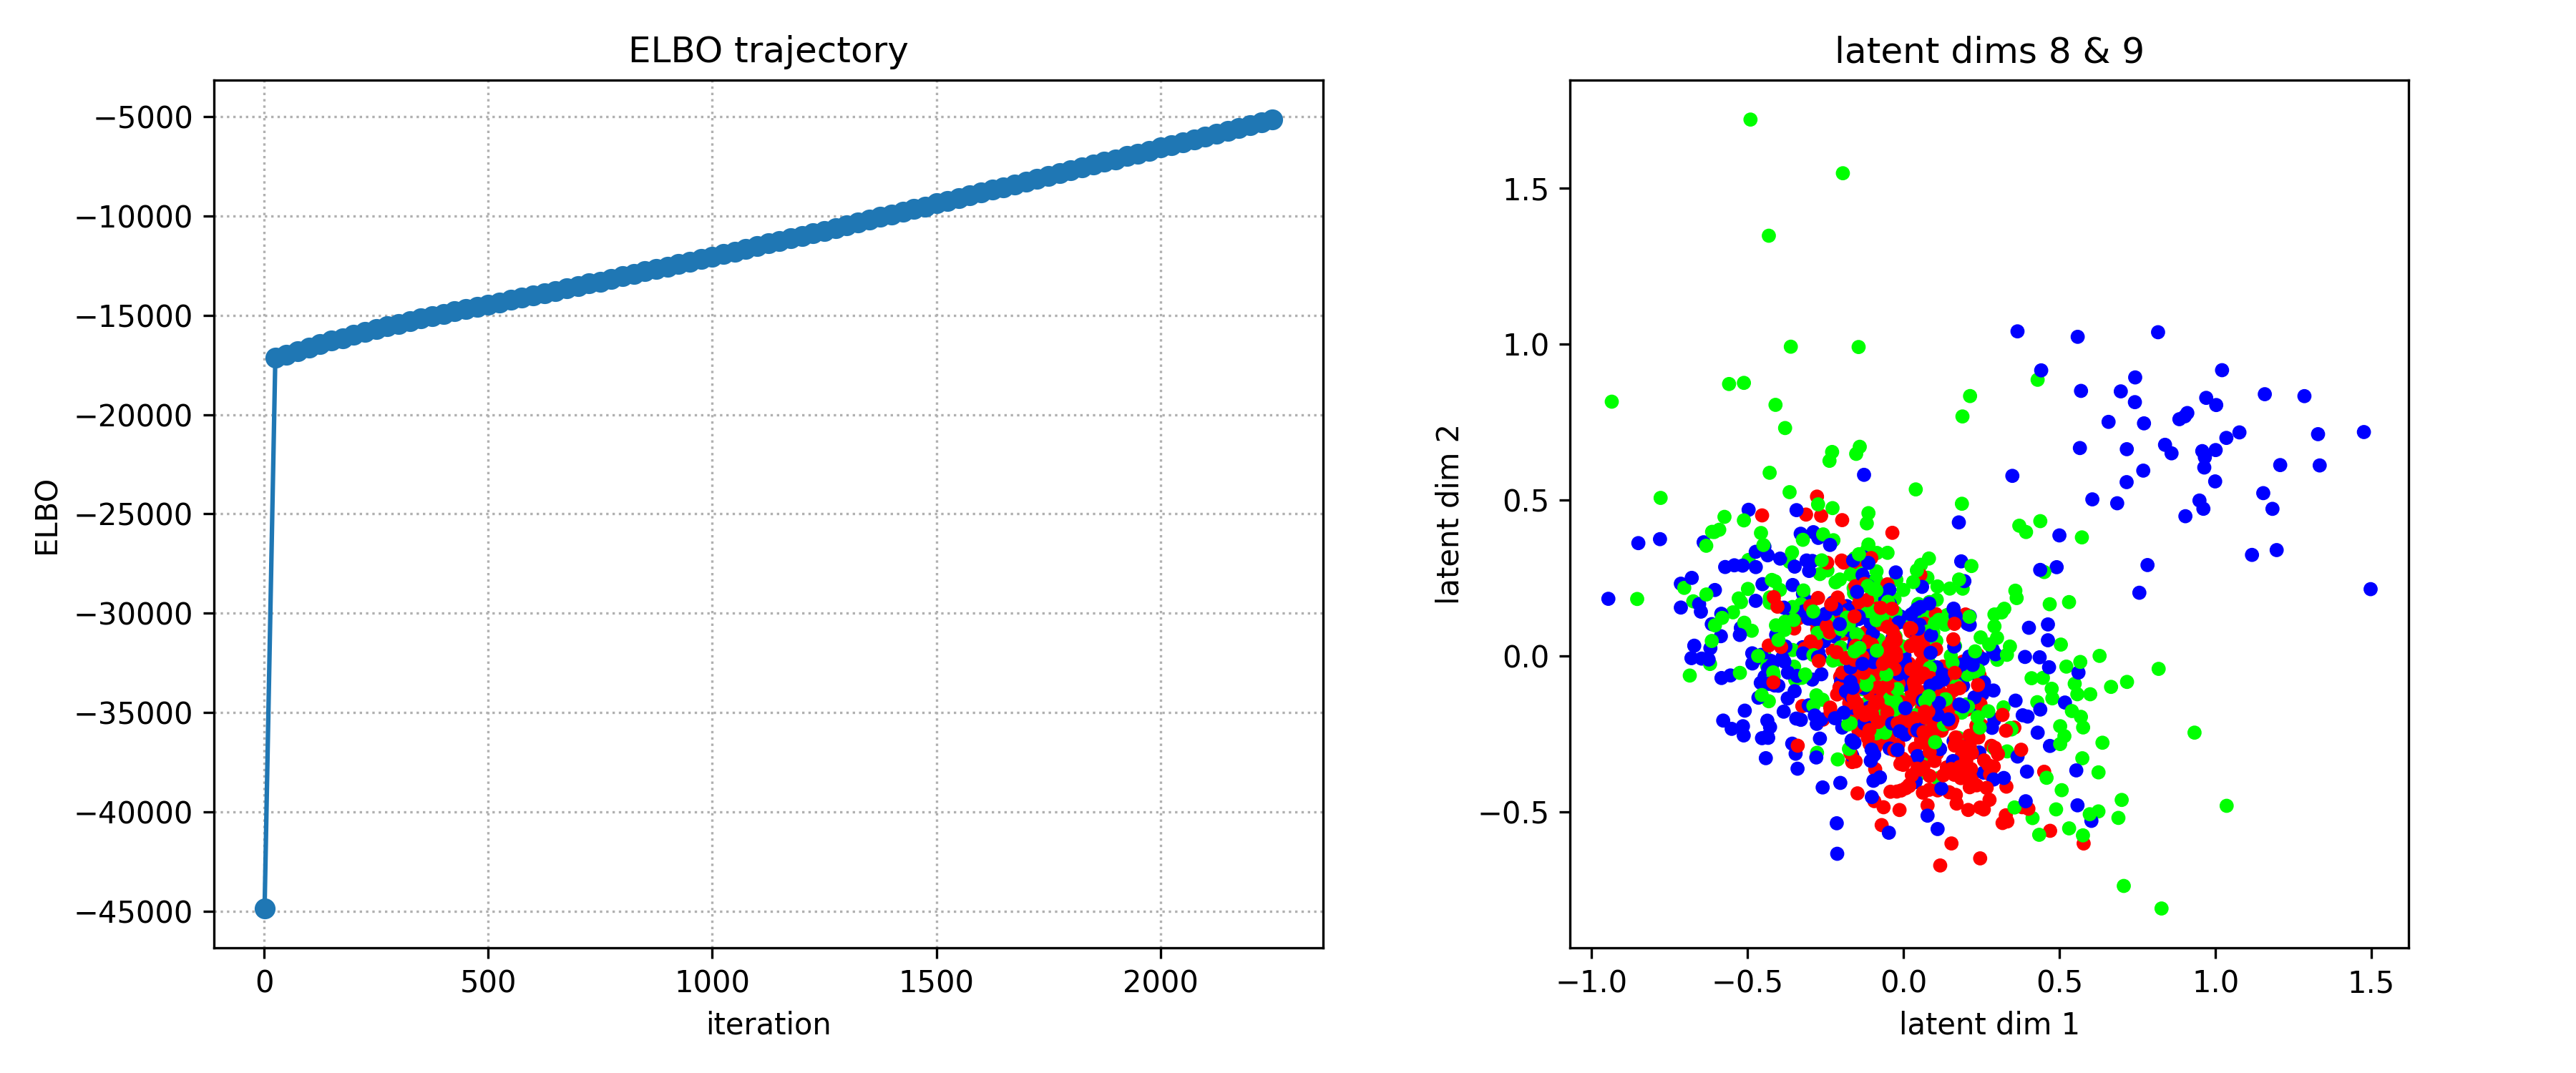 ELBO trajectory
ELBO
−5000
−10000
−15000
−20000
−25000
−30000
−35000
−40000
−45000
0 500 1000 1500 2000
iteration
latent dims 8 & 9
latent dim 2
1.5
1.0
0.5
0.0
−0.5
−1.0 −0.5 0.0 0.5 1.0 1.5
latent dim 1